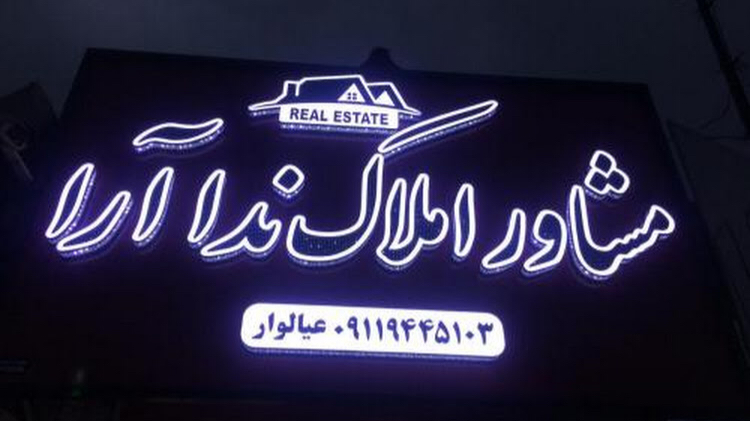 REAL ESTATE
مشاور املاک ندا آرا
۰۹۱۱۹۴۴۵۱۰۳ عیالوار